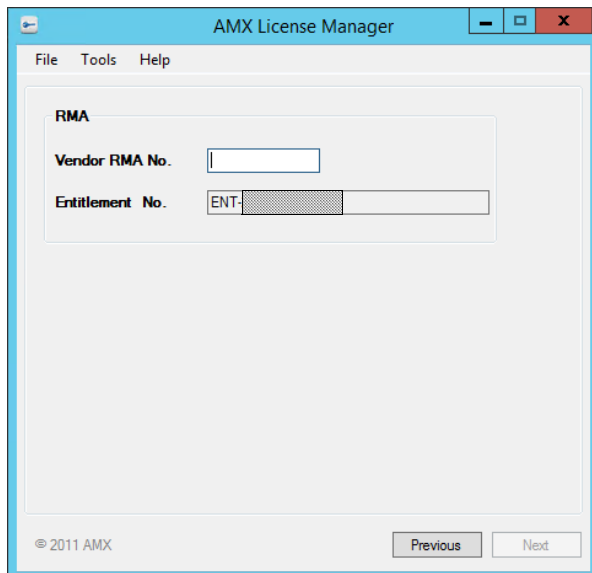 AMX License Manager
File Tools Help
RMA
Vendor RMA No.
Entitlement No. ENT-
© 2011 AMX Previous Next